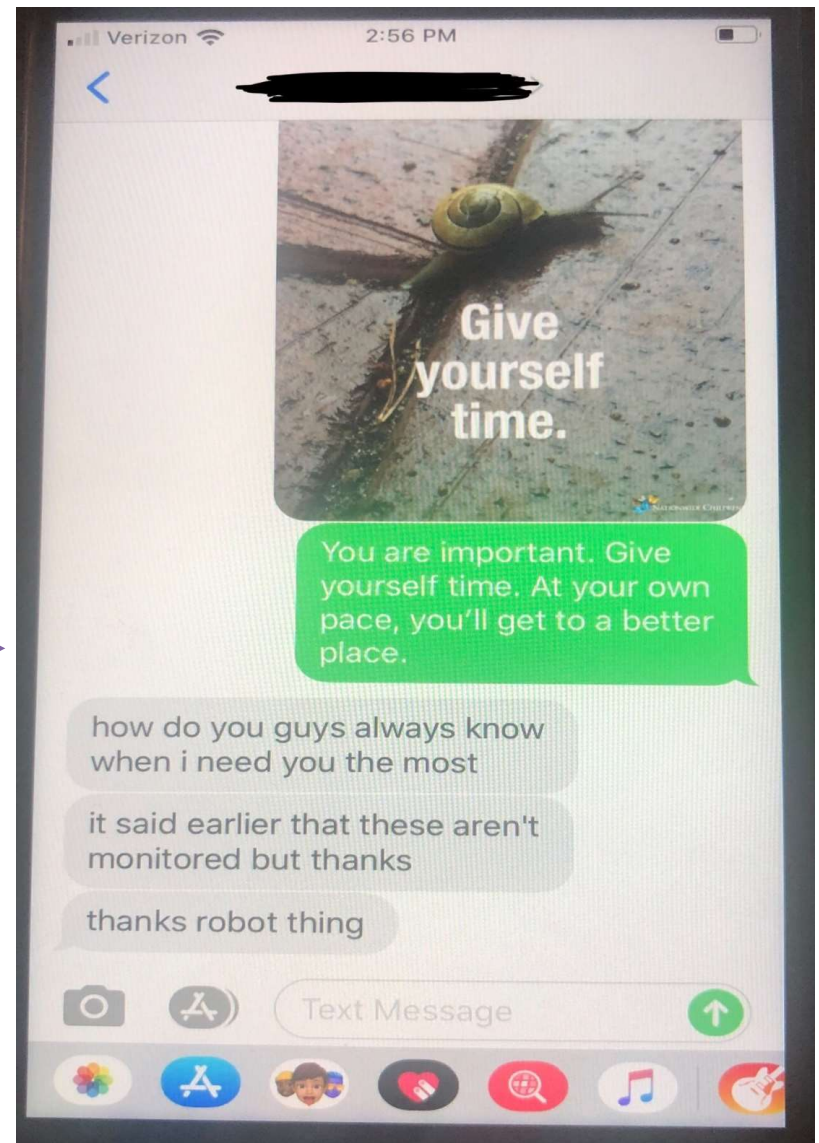 Verizon
2:56 PM
Give
yourself
time.
NATIONWIDE CHILDREN'S
You are important. Give
yourself time. At your own
pace, you'll get to a better
place.
how do you guys always know
when i need you the most
it said earlier that these aren't
monitored but thanks
thanks robot thing
Text Message